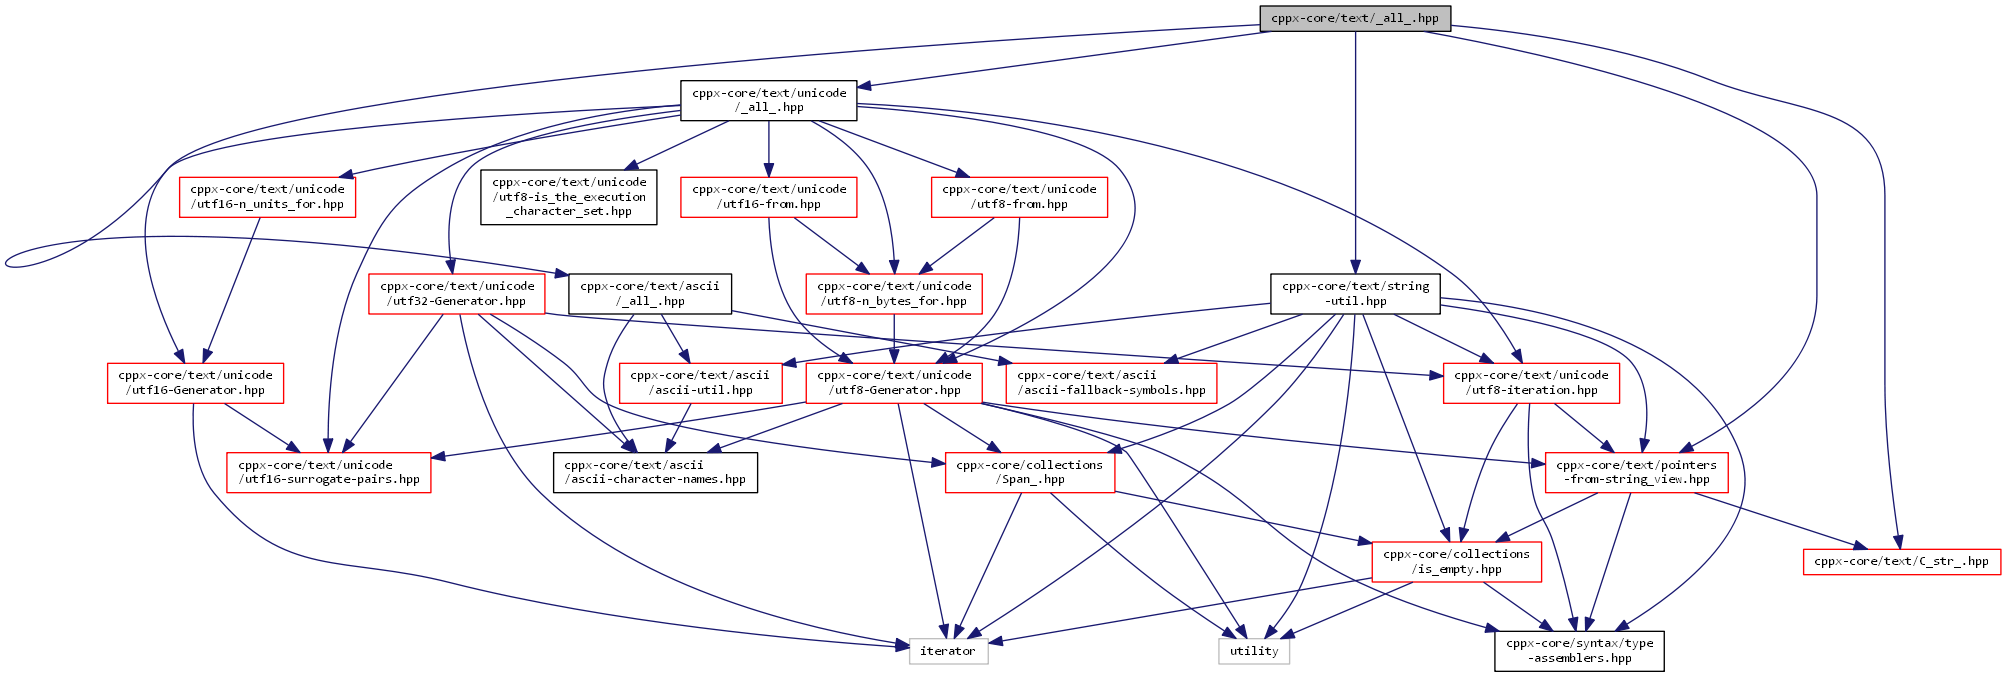 cppx-core/text/_all_.hpp
cppx-core/text/unicode
/_all_.hpp
cppx-core/text/unicode
/utf16-n_units_for.hpp
cppx-core/text/unicode
/utf8-is_the_execution
_character_set.hpp
cppx-core/text/unicode
/utf16-from.hpp
cppx-core/text/unicode
/utf8-from.hpp
cppx-core/text/unicode
/utf32-Generator.hpp
cppx-core/text/ascii
/_all_.hpp
cppx-core/text/unicode
/utf8-n_bytes_for.hpp
cppx-core/text/string
-util.hpp
cppx-core/text/unicode
/utf16-Generator.hpp
cppx-core/text/ascii
/ascii-util.hpp
cppx-core/text/unicode
/utf8-Generator.hpp
cppx-core/text/ascii
/ascii-fallback-symbols.hpp
cppx-core/text/unicode
/utf8-iteration.hpp
cppx-core/text/unicode
/utf16-surrogate-pairs.hpp
cppx-core/text/ascii
/ascii-character-names.hpp
cppx-core/collections
/Span_.hpp
cppx-core/text/pointers
-from-string_view.hpp
cppx-core/collections
/is_empty.hpp
cppx-core/text/C_str_.hpp
iterator
utility
cppx-core/syntax/type
-assemblers.hpp